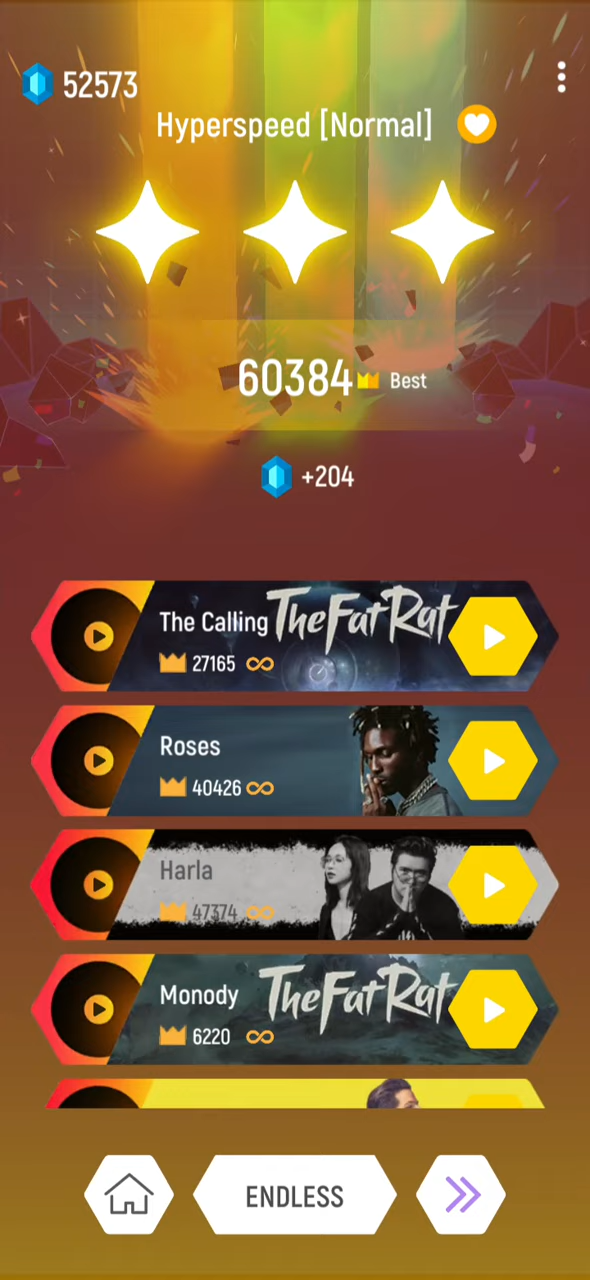 52573
Hyperspeed [Normal]
60384 Best
+204
The Calling TheFatRat
27165
Roses
40426
Harla
47374
Monody TheFatRat
6220
ENDLESS